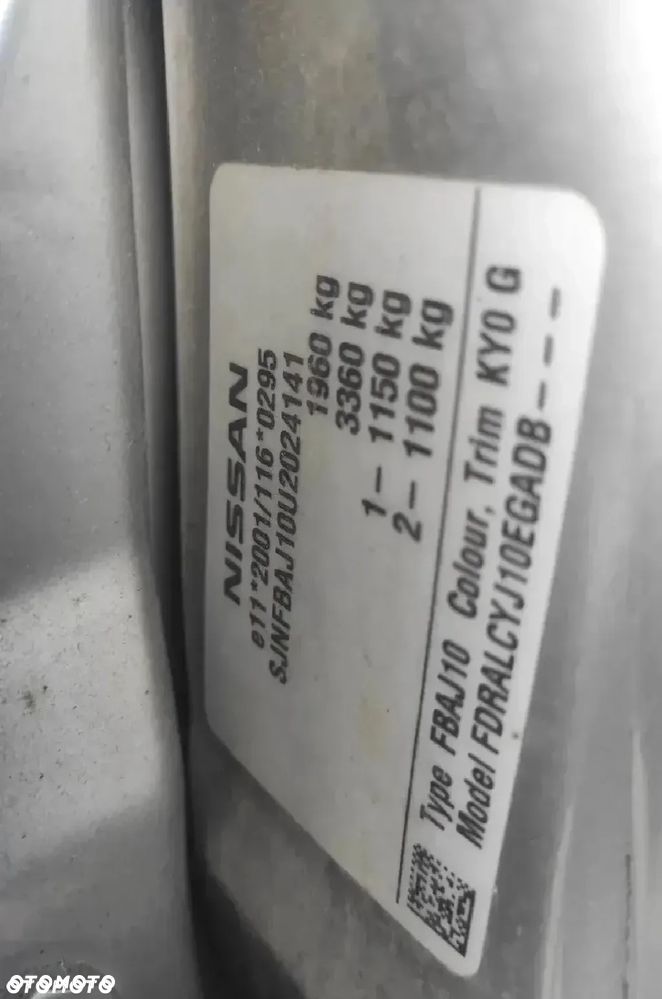 NISSAN
e11*2001/116*0295
SJNFBAJ10U2024141
1960 kg
3360 kg
1- 1150 kg
2- 1100 kg
Type FBAJ10 Colour, Trim KY0 G
Model FDRALCYJ10EGADB---
OTOMOTO